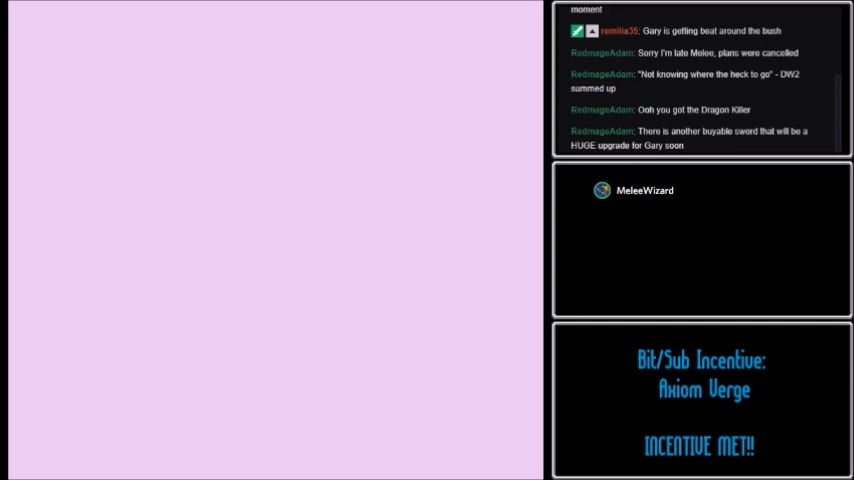 moment
remilia35: Gary is getting beat around the bush
RedmageAdam: Sorry I'm late Melee, plans were cancelled
RedmageAdam: "Not knowing where the heck to go" - DW2
summed up
RedmageAdam: Ooh you got the Dragon Killer
RedmageAdam: There is another buyable sword that will be a
HUGE upgrade for Gary soon
MeleeWizard
Bit/Sub Incentive:
Axiom Verge
INCENTIVE MET!!